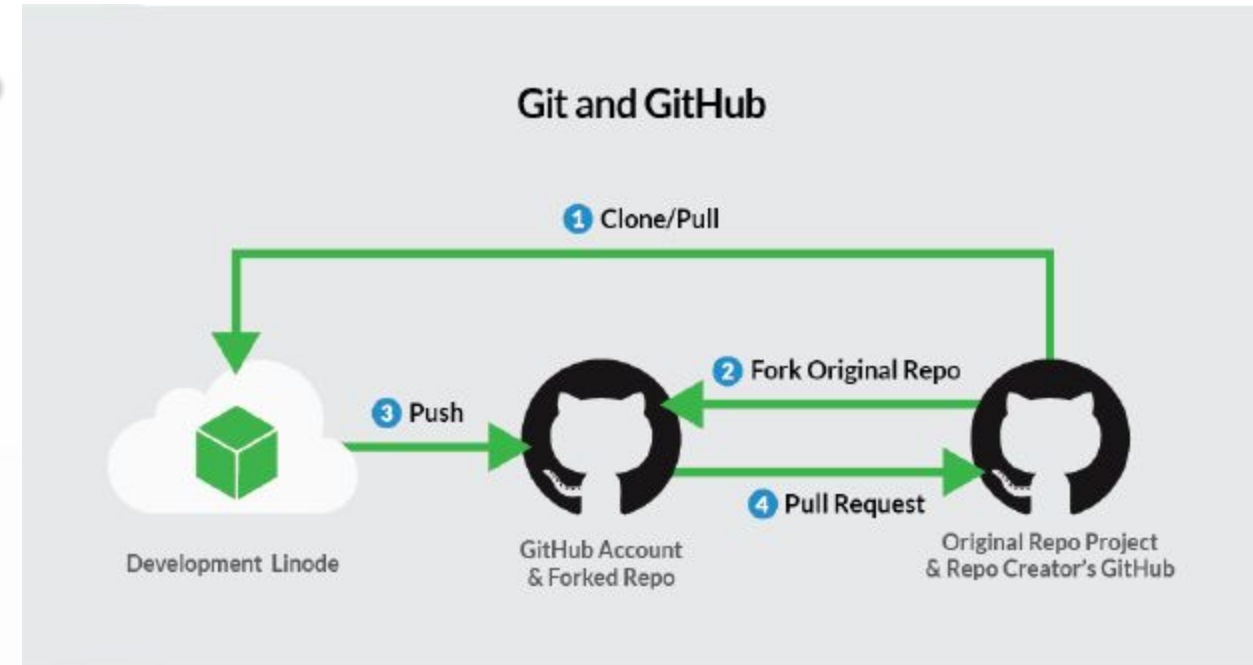 Git and GitHub
1 Clone/Pull
2 Fork Original Repo
3 Push
4 Pull Request
Development Linode
GitHub Account
& Forked Repo
Original Repo Project
& Repo Creator's GitHub